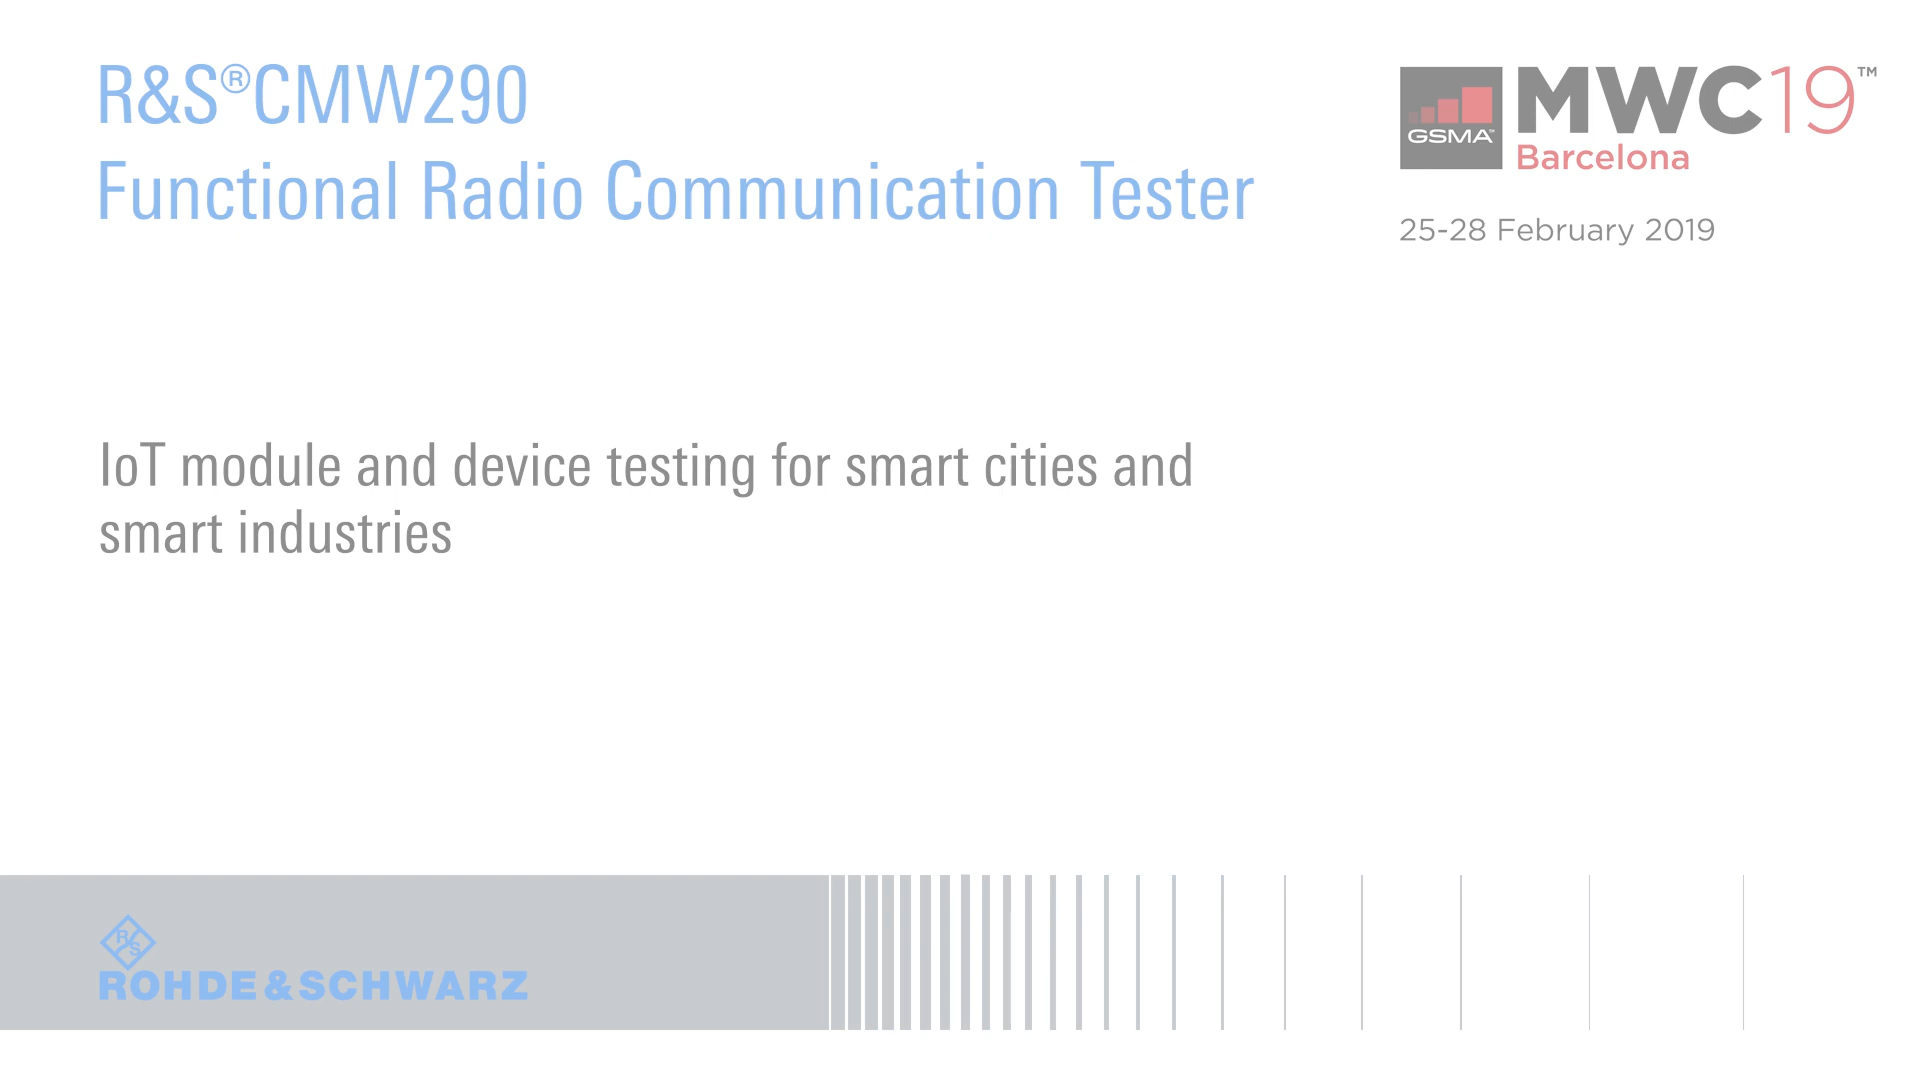 R&S®CMW290
Functional Radio Communication Tester
GSMA™
MWC19™
Barcelona
25-28 February 2019
IoT module and device testing for smart cities and
smart industries
R S
ROHDE&SCHWARZ